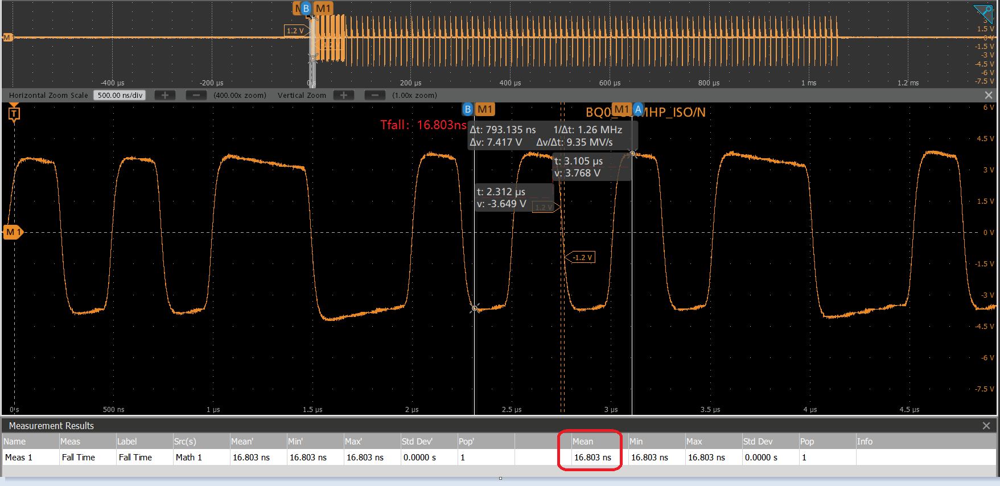 M B M1
1.2 V
M
1.5 V
0 V
-1.5 V
-3 V
-4.5 V
-6 V
-7.5 V
-400 µs -200 µs 0 s 200 µs 400 µs 600 µs 800 µs 1 ms 1.2 ms
Horizontal Zoom Scale 500.00 ns/div + − (400.00x zoom) Vertical Zoom + − (1.00x zoom)
T
B M1 M1 A
Tfall: 16.803ns
Δt: 793.135 ns 1/Δt: 1.26 MHz
Δv: 7.417 V Δv/Δt: 9.35 MV/s
t: 3.105 µs
v: 3.768 V
t: 2.312 µs
v: -3.649 V
1.2 V
-1.2 V
M 1
6 V
4.5 V
3 V
1.5 V
0 V
-1.5 V
-3 V
-4.5 V
-6 V
-7.5 V
0 s 500 ns 1 µs 1.5 µs 2 µs 2.5 µs 3 µs 3.5 µs 4 µs 4.5 µs
Measurement Results
Name Meas Label Src(s) Mean' Min' Max' Std Dev' Pop' Mean Min Max Std Dev Pop Info
Meas 1 Fall Time Fall Time Math 1 16.803 ns 16.803 ns 16.803 ns 0.0000 s 1 16.803 ns 16.803 ns 16.803 ns 0.0000 s 1